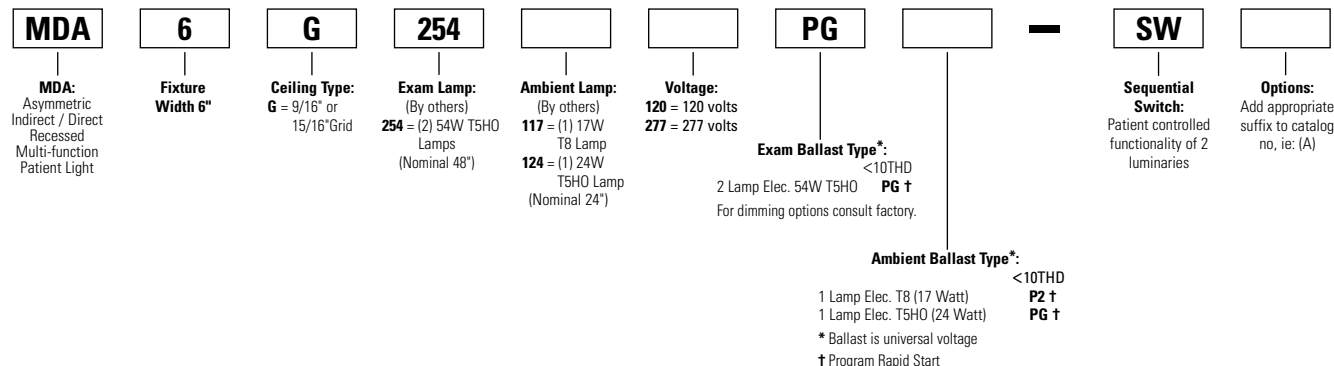 MDA 6 G 254 PG – SW
MDA:
Asymmetric
Indirect / Direct
Recessed
Multi-function
Patient Light
Fixture
Width 6"
Ceiling Type:
G = 9/16" or
15/16"Grid
Exam Lamp:
(By others)
254 = (2) 54W T5HO
Lamps
(Nominal 48")
Ambient Lamp:
(By others)
117 = (1) 17W
T8 Lamp
124 = (1) 24W
T5HO Lamp
(Nominal 24")
Voltage:
120 = 120 volts
277 = 277 volts
Exam Ballast Type*:
<10THD
2 Lamp Elec. 54W T5HO PG †
For dimming options consult factory.
Ambient Ballast Type*:
<10THD
1 Lamp Elec. T8 (17 Watt) P2 †
1 Lamp Elec. T5HO (24 Watt) PG †
* Ballast is universal voltage
† Program Rapid Start
Sequential
Switch:
Patient controlled
functionality of 2
luminaries
Options:
Add appropriate
suffix to catalog
no, ie: (A)